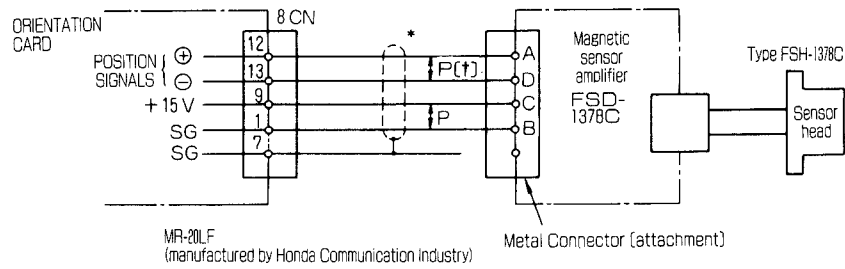 ORIENTATION
CARD
8 CN
*
POSITION
SIGNALS
⊕
⊖
+15 V
SG
SG
12
13
9
1
7
P(†)
P
A
D
C
B
Magnetic
sensor
amplifier
FSD-
1378C
Type FSH-1378C
Sensor
head
MR-20LF
(manufactured by Honda Communication Industry)
Metal Connector (attachment)